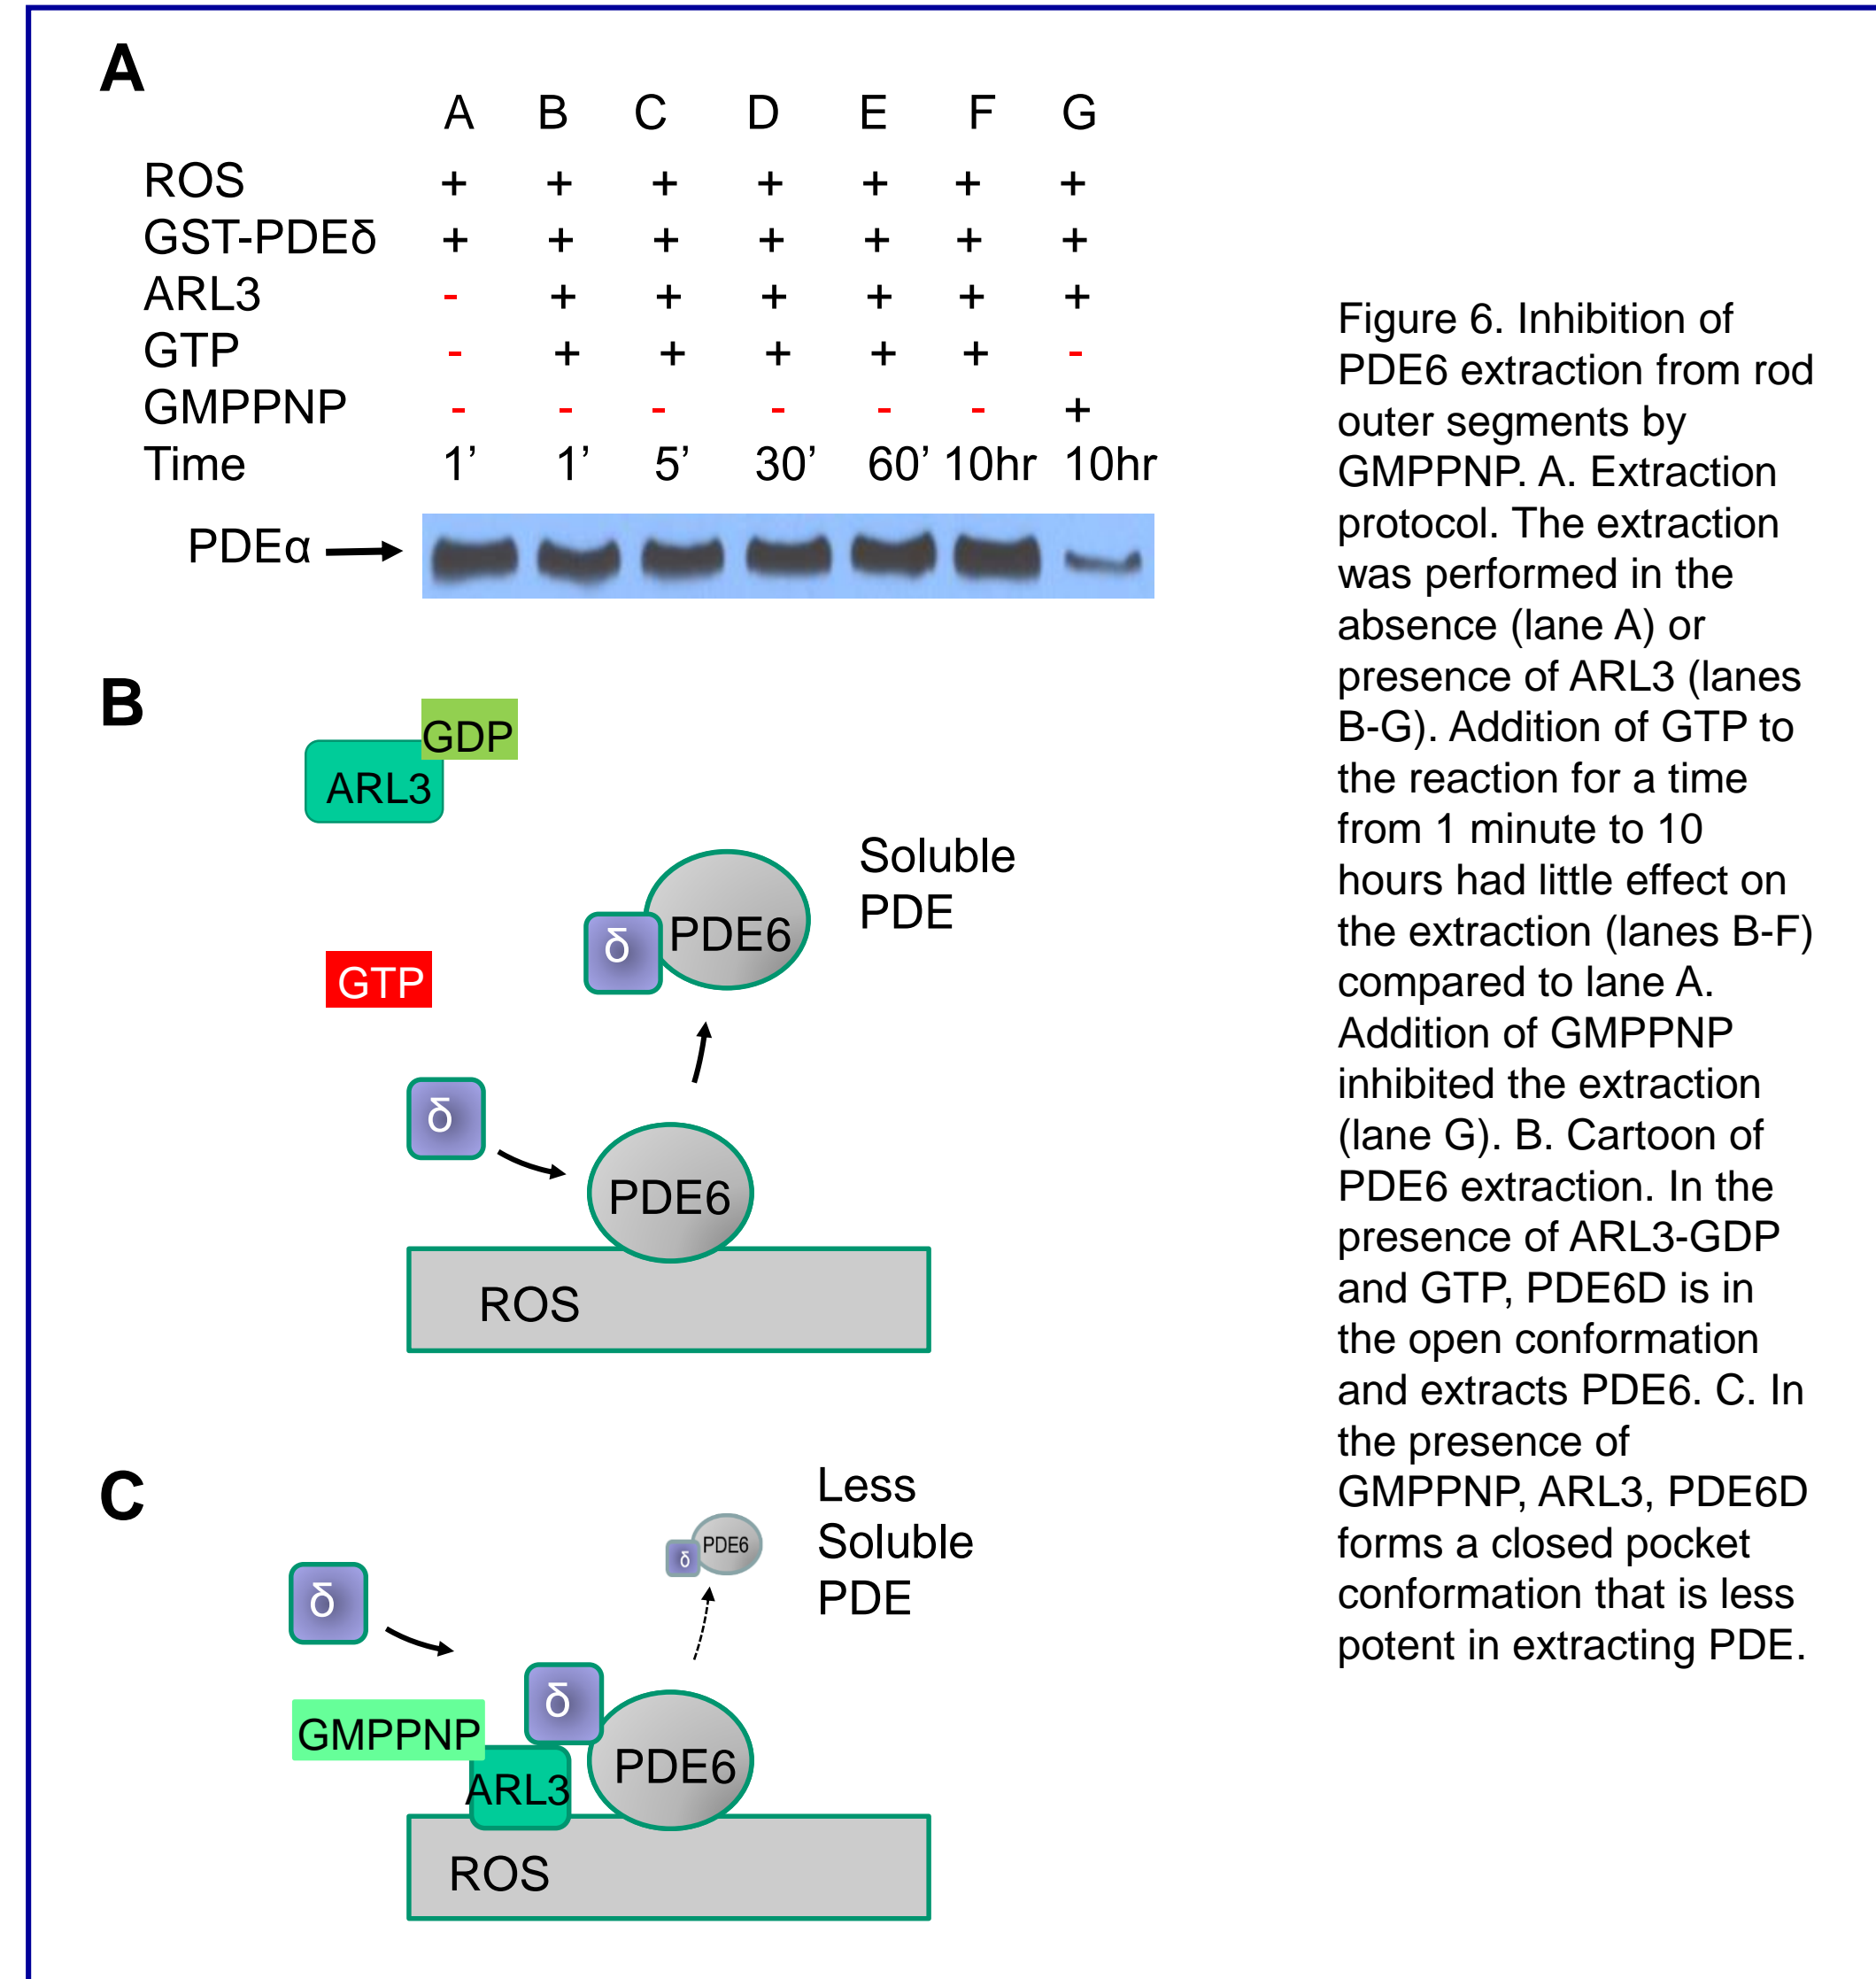 A
A B C D E F G
ROS + + + + + + +
GST-PDEδ + + + + + + +
ARL3 - + + + + + +
GTP - + + + + + -
GMPPNP - - - - - - +
Time 1’ 1’ 5’ 30’ 60’ 10hr 10hr
PDEα
B
GDP
ARL3
Soluble
PDE
δ PDE6
GTP
δ
PDE6
ROS
C
Less
Soluble
PDE
δ PDE6
δ
δ
GMPPNP
ARL3
PDE6
ROS
Figure 6. Inhibition of
PDE6 extraction from rod
outer segments by
GMPPNP. A. Extraction
protocol. The extraction
was performed in the
absence (lane A) or
presence of ARL3 (lanes
B-G). Addition of GTP to
the reaction for a time
from 1 minute to 10
hours had little effect on
the extraction (lanes B-F)
compared to lane A.
Addition of GMPPNP
inhibited the extraction
(lane G). B. Cartoon of
PDE6 extraction. In the
presence of ARL3-GDP
and GTP, PDE6D is in
the open conformation
and extracts PDE6. C. In
the presence of
GMPPNP, ARL3, PDE6D
forms a closed pocket
conformation that is less
potent in extracting PDE.